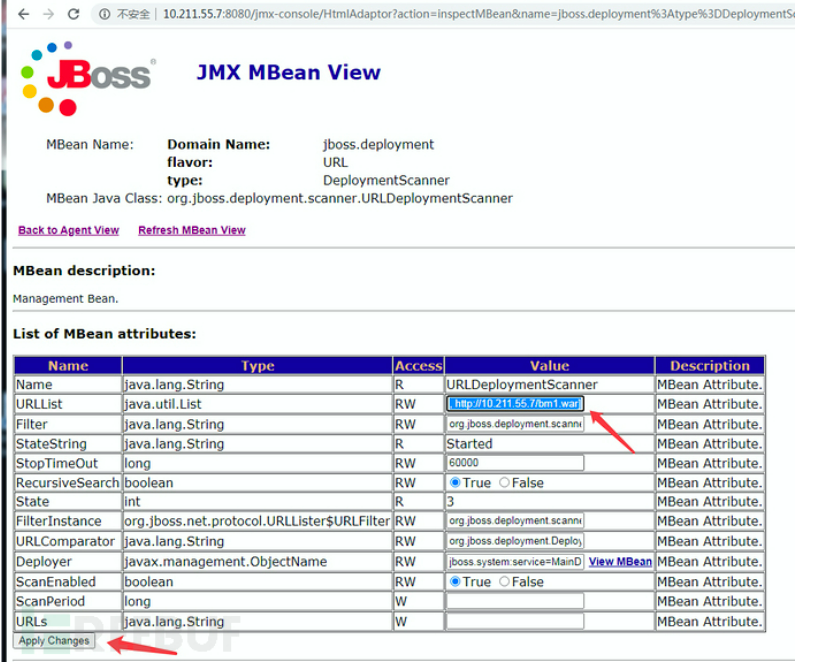 不安全 | 10.211.55.7:8080/jmx-console/HtmlAdaptor?action=inspectMBean&name=jboss.deployment%3Atype%3DDeploymentSc
JBoss®
JMX MBean View
MBean Name: Domain Name: jboss.deployment
flavor: URL
type: DeploymentScanner
MBean Java Class: org.jboss.deployment.scanner.URLDeploymentScanner
Back to Agent View Refresh MBean View
MBean description:
Management Bean.
List of MBean attributes:
Name Type Access Value Description
Name java.lang.String R URLDeploymentScanner MBean Attribute.
URLList java.util.List RW , http://10.211.55.7/bm1.war] MBean Attribute.
Filter java.lang.String RW org.jboss.deployment.scanne MBean Attribute.
StateString java.lang.String R Started MBean Attribute.
StopTimeOut long RW 60000 MBean Attribute.
RecursiveSearch boolean RW True False MBean Attribute.
State int R 3 MBean Attribute.
FilterInstance org.jboss.net.protocol.URLLister$URLFilter RW org.jboss.deployment.scanne MBean Attribute.
URLComparator java.lang.String RW org.jboss.deployment.Deploy MBean Attribute.
Deployer javax.management.ObjectName RW jboss.system:service=MainD View MBean MBean Attribute.
ScanEnabled boolean RW True False MBean Attribute.
ScanPeriod long W MBean Attribute.
URLs java.lang.String W MBean Attribute.
Apply Changes